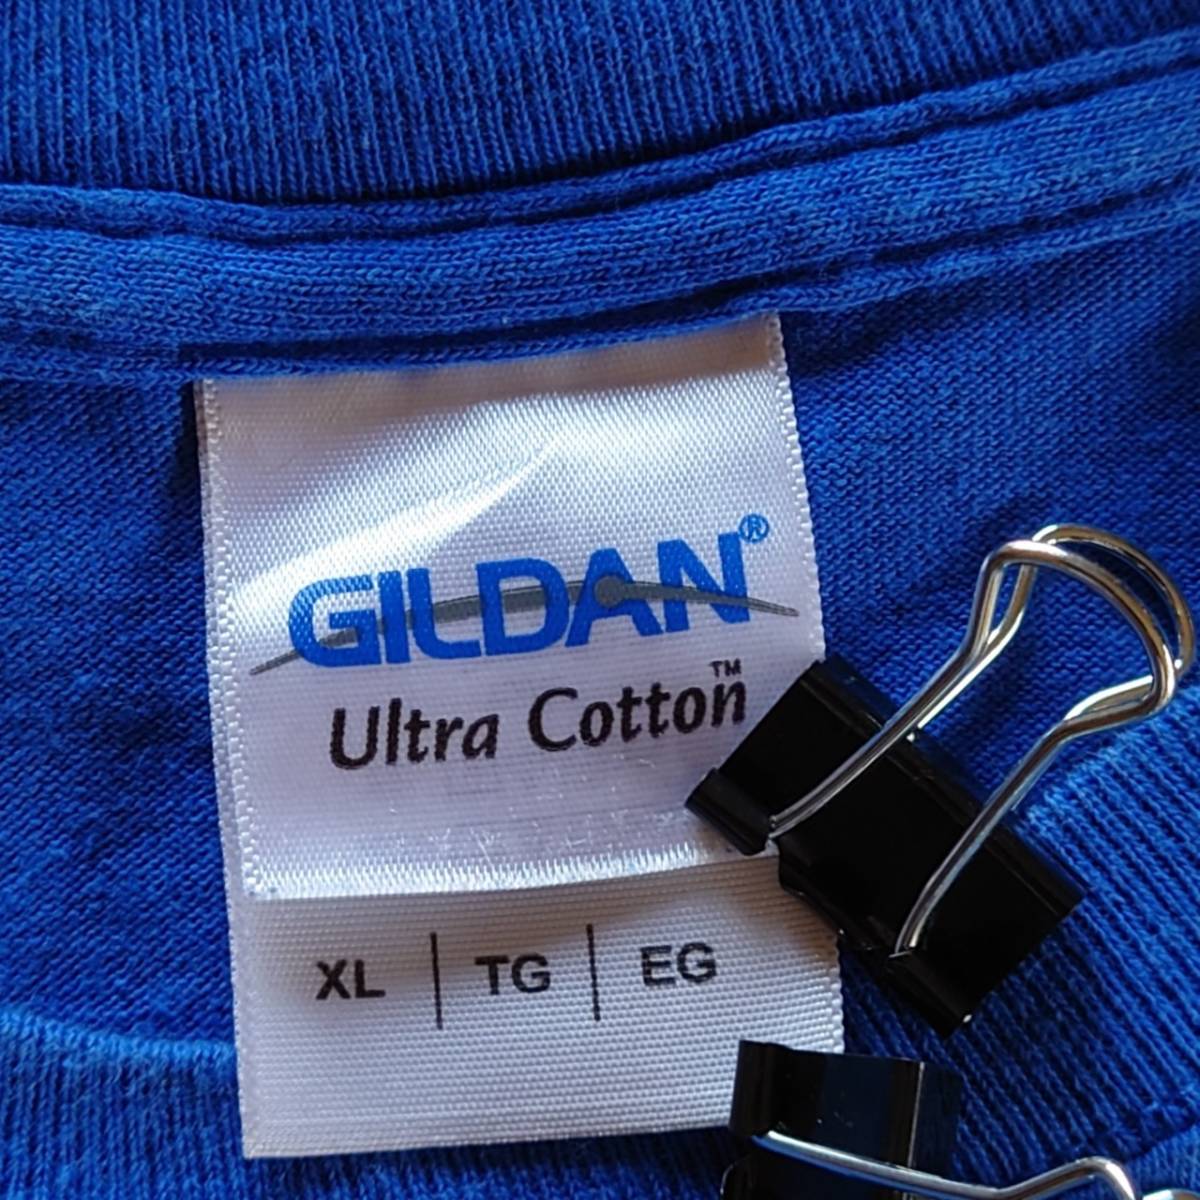 GILDAN®
Ultra Cotton™
XL | TG | EG